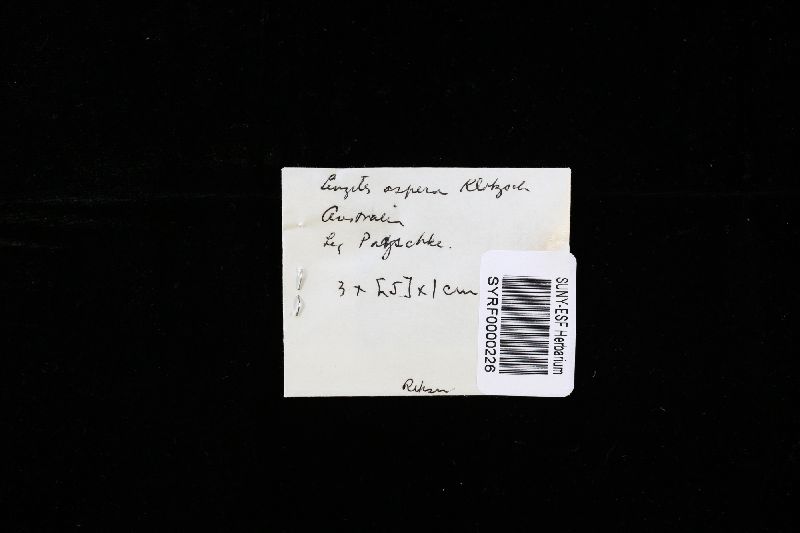 Lenzites aspera Klotzsch
Australia
Leg Patzschke.
3 x [5] x 1 cm
SUNY-ESF Herbarium
SYRF0000226